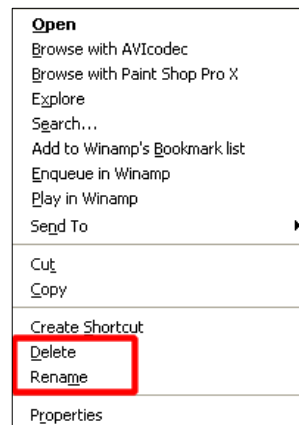 Open
Browse with AVIcodec
Browse with Paint Shop Pro X
Explore
Search...
Add to Winamp's Bookmark list
Enqueue in Winamp
Play in Winamp
Send To
Cut
Copy
Create Shortcut
Delete
Rename
Properties